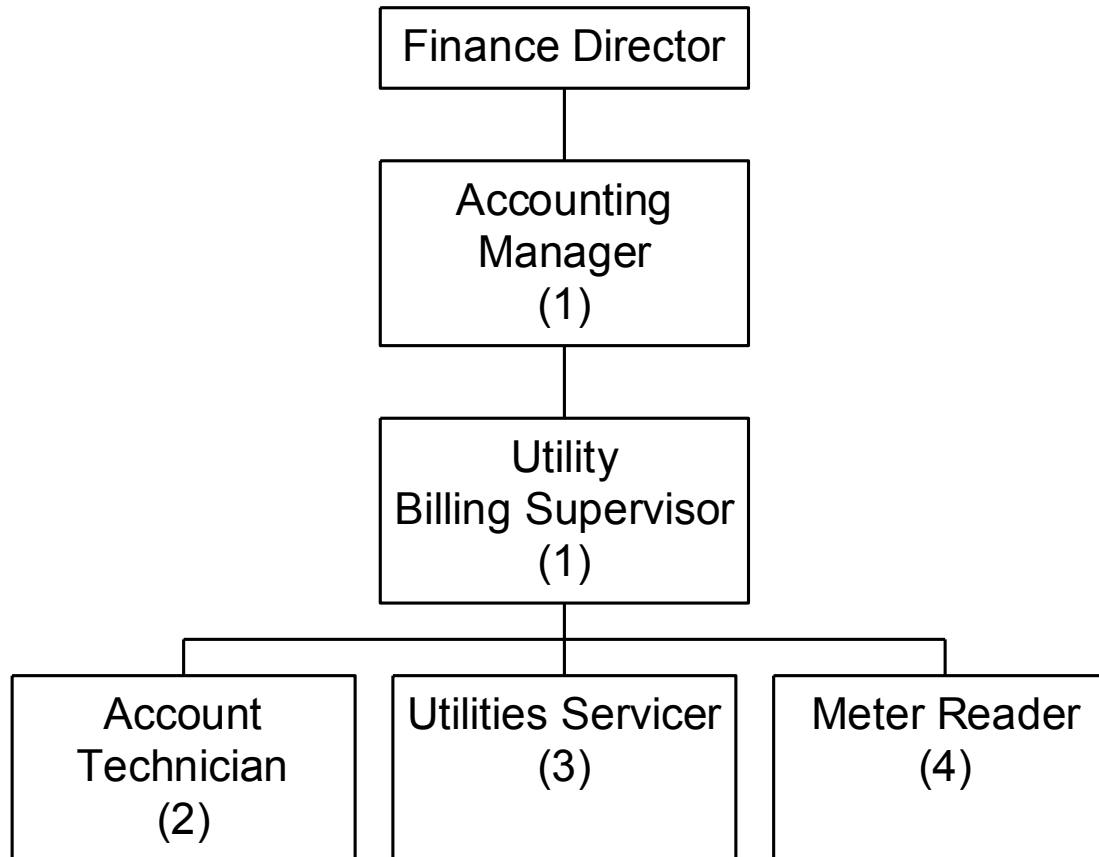 Finance Director
Accounting
Manager
(1)
Utility
Billing Supervisor
(1)
Account
Technician
(2)
Utilities Servicer
(3)
Meter Reader
(4)